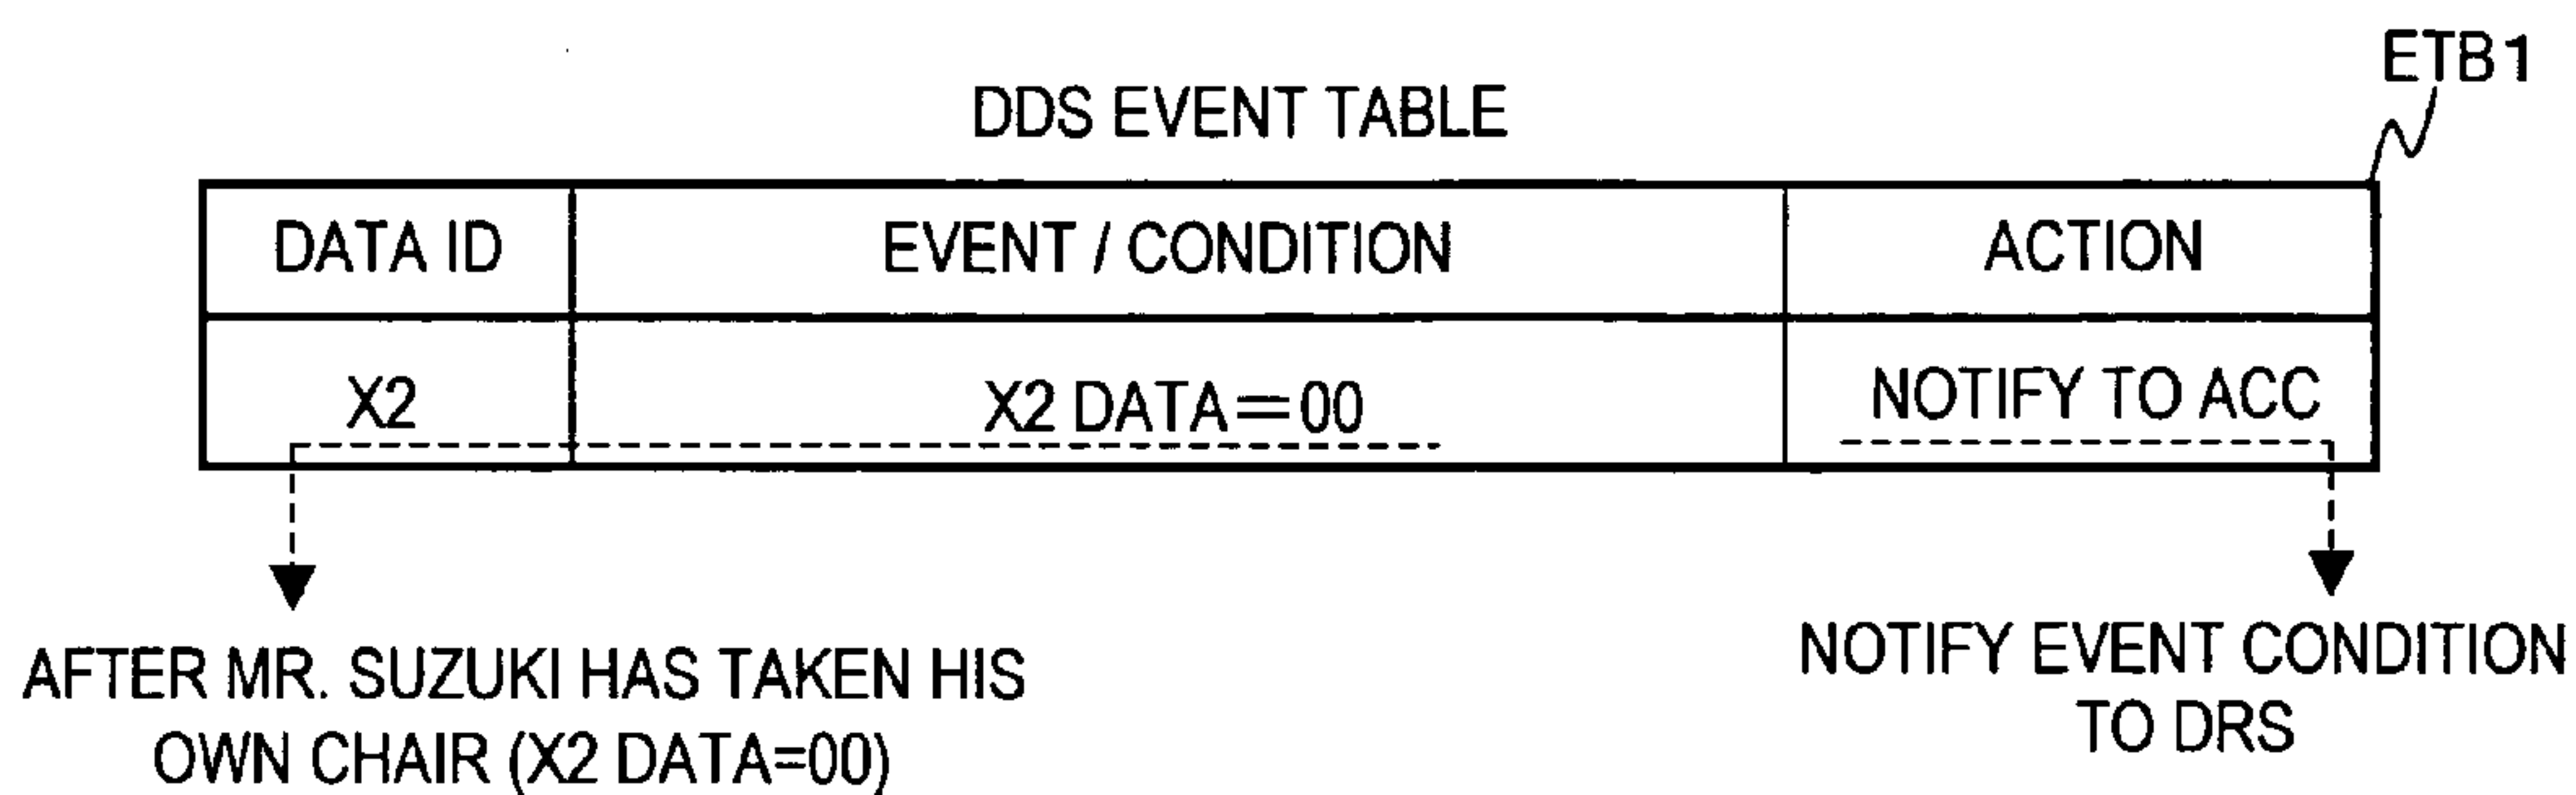 ETB1
DDS EVENT TABLE
DATA ID
EVENT / CONDITION
ACTION
X2
X2 DATA=00
NOTIFY TO ACC
AFTER MR. SUZUKI HAS TAKEN HIS
OWN CHAIR (X2 DATA=00)
NOTIFY EVENT CONDITION
TO DRS